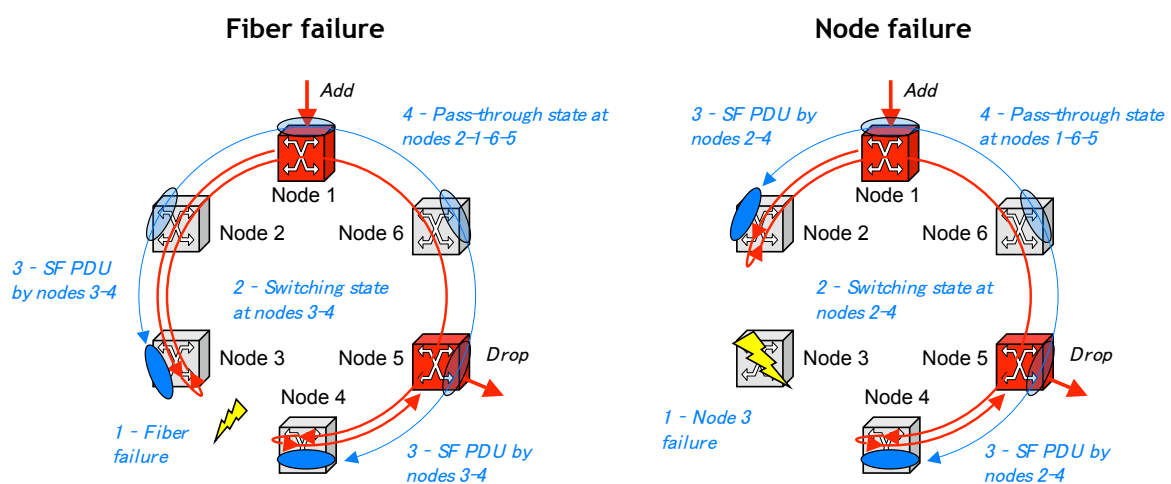 Fiber failure
Add
4 - Pass-through state at
nodes 2-1-6-5
Node 1
Node 2
Node 6
3 - SF PDU
by nodes 3-4
2 - Switching state
at nodes 3-4
Node 3
Node 5
Drop
Node 4
1 - Fiber
failure
3 - SF PDU by
nodes 3-4
Node failure
Add
3 - SF PDU by
nodes 2-4
4 - Pass-through state
at nodes 1-6-5
Node 1
Node 2
Node 6
2 - Switching state at
nodes 2-4
Node 3
Node 5
Drop
Node 4
1 - Node 3
failure
3 - SF PDU by
nodes 2-4